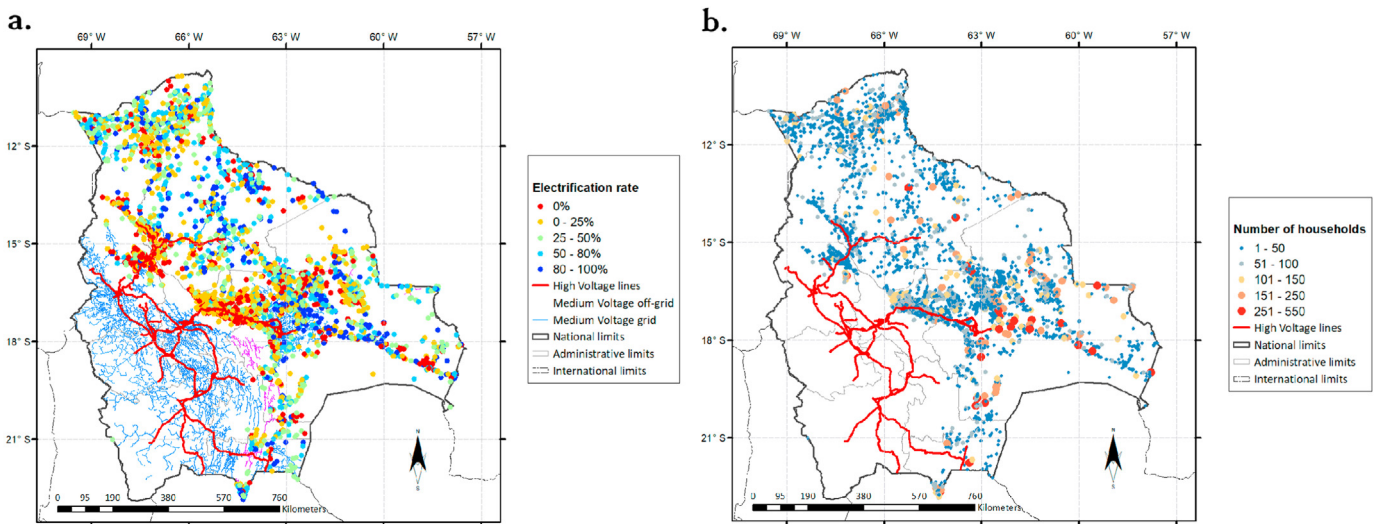 a.
69° W 66° W 63° W 60° W 57° W
12° S
15° S
18° S
21° S
Electrification rate
0%
0 - 25%
25 - 50%
50 - 80%
80 - 100%
High Voltage lines
Medium Voltage off-grid
Medium Voltage grid
National limits
Administrative limits
International limits
N
S
0 95 190 380 570 760
Kilometers
b.
69° W 66° W 63° W 60° W 57° W
12° S
15° S
18° S
21° S
Number of households
1 - 50
51 - 100
101 - 150
151 - 250
251 - 550
High Voltage lines
National limits
Administrative limits
International limits
N
S
0 95 190 380 570 760
Kilometers